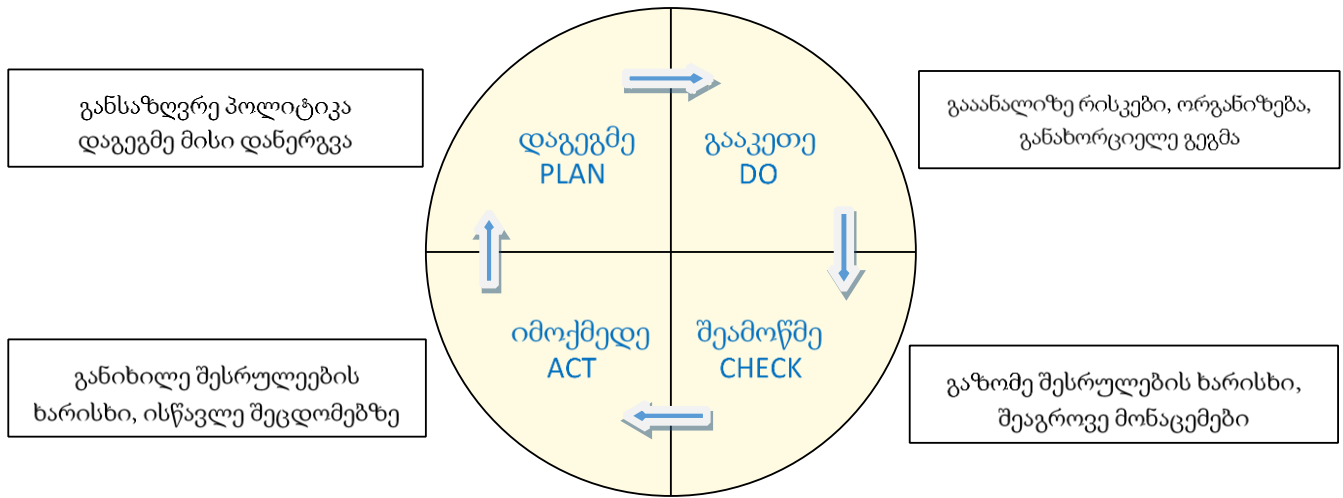 განსაზღვრე პოლიტიკა
დაგეგმე მისი დანერგვა
დაგეგმე
PLAN
გააკეთე
DO
გააანალიზე რისკები, ორგანიზება,
განახორციელე გეგმა
განიხილე შესრულეების
ხარისხი, ისწავლე შეცდომებზე
იმოქმედე
ACT
შეამოწმე
CHECK
გაზომე შესრულების ხარისხი,
შეაგროვე მონაცემები